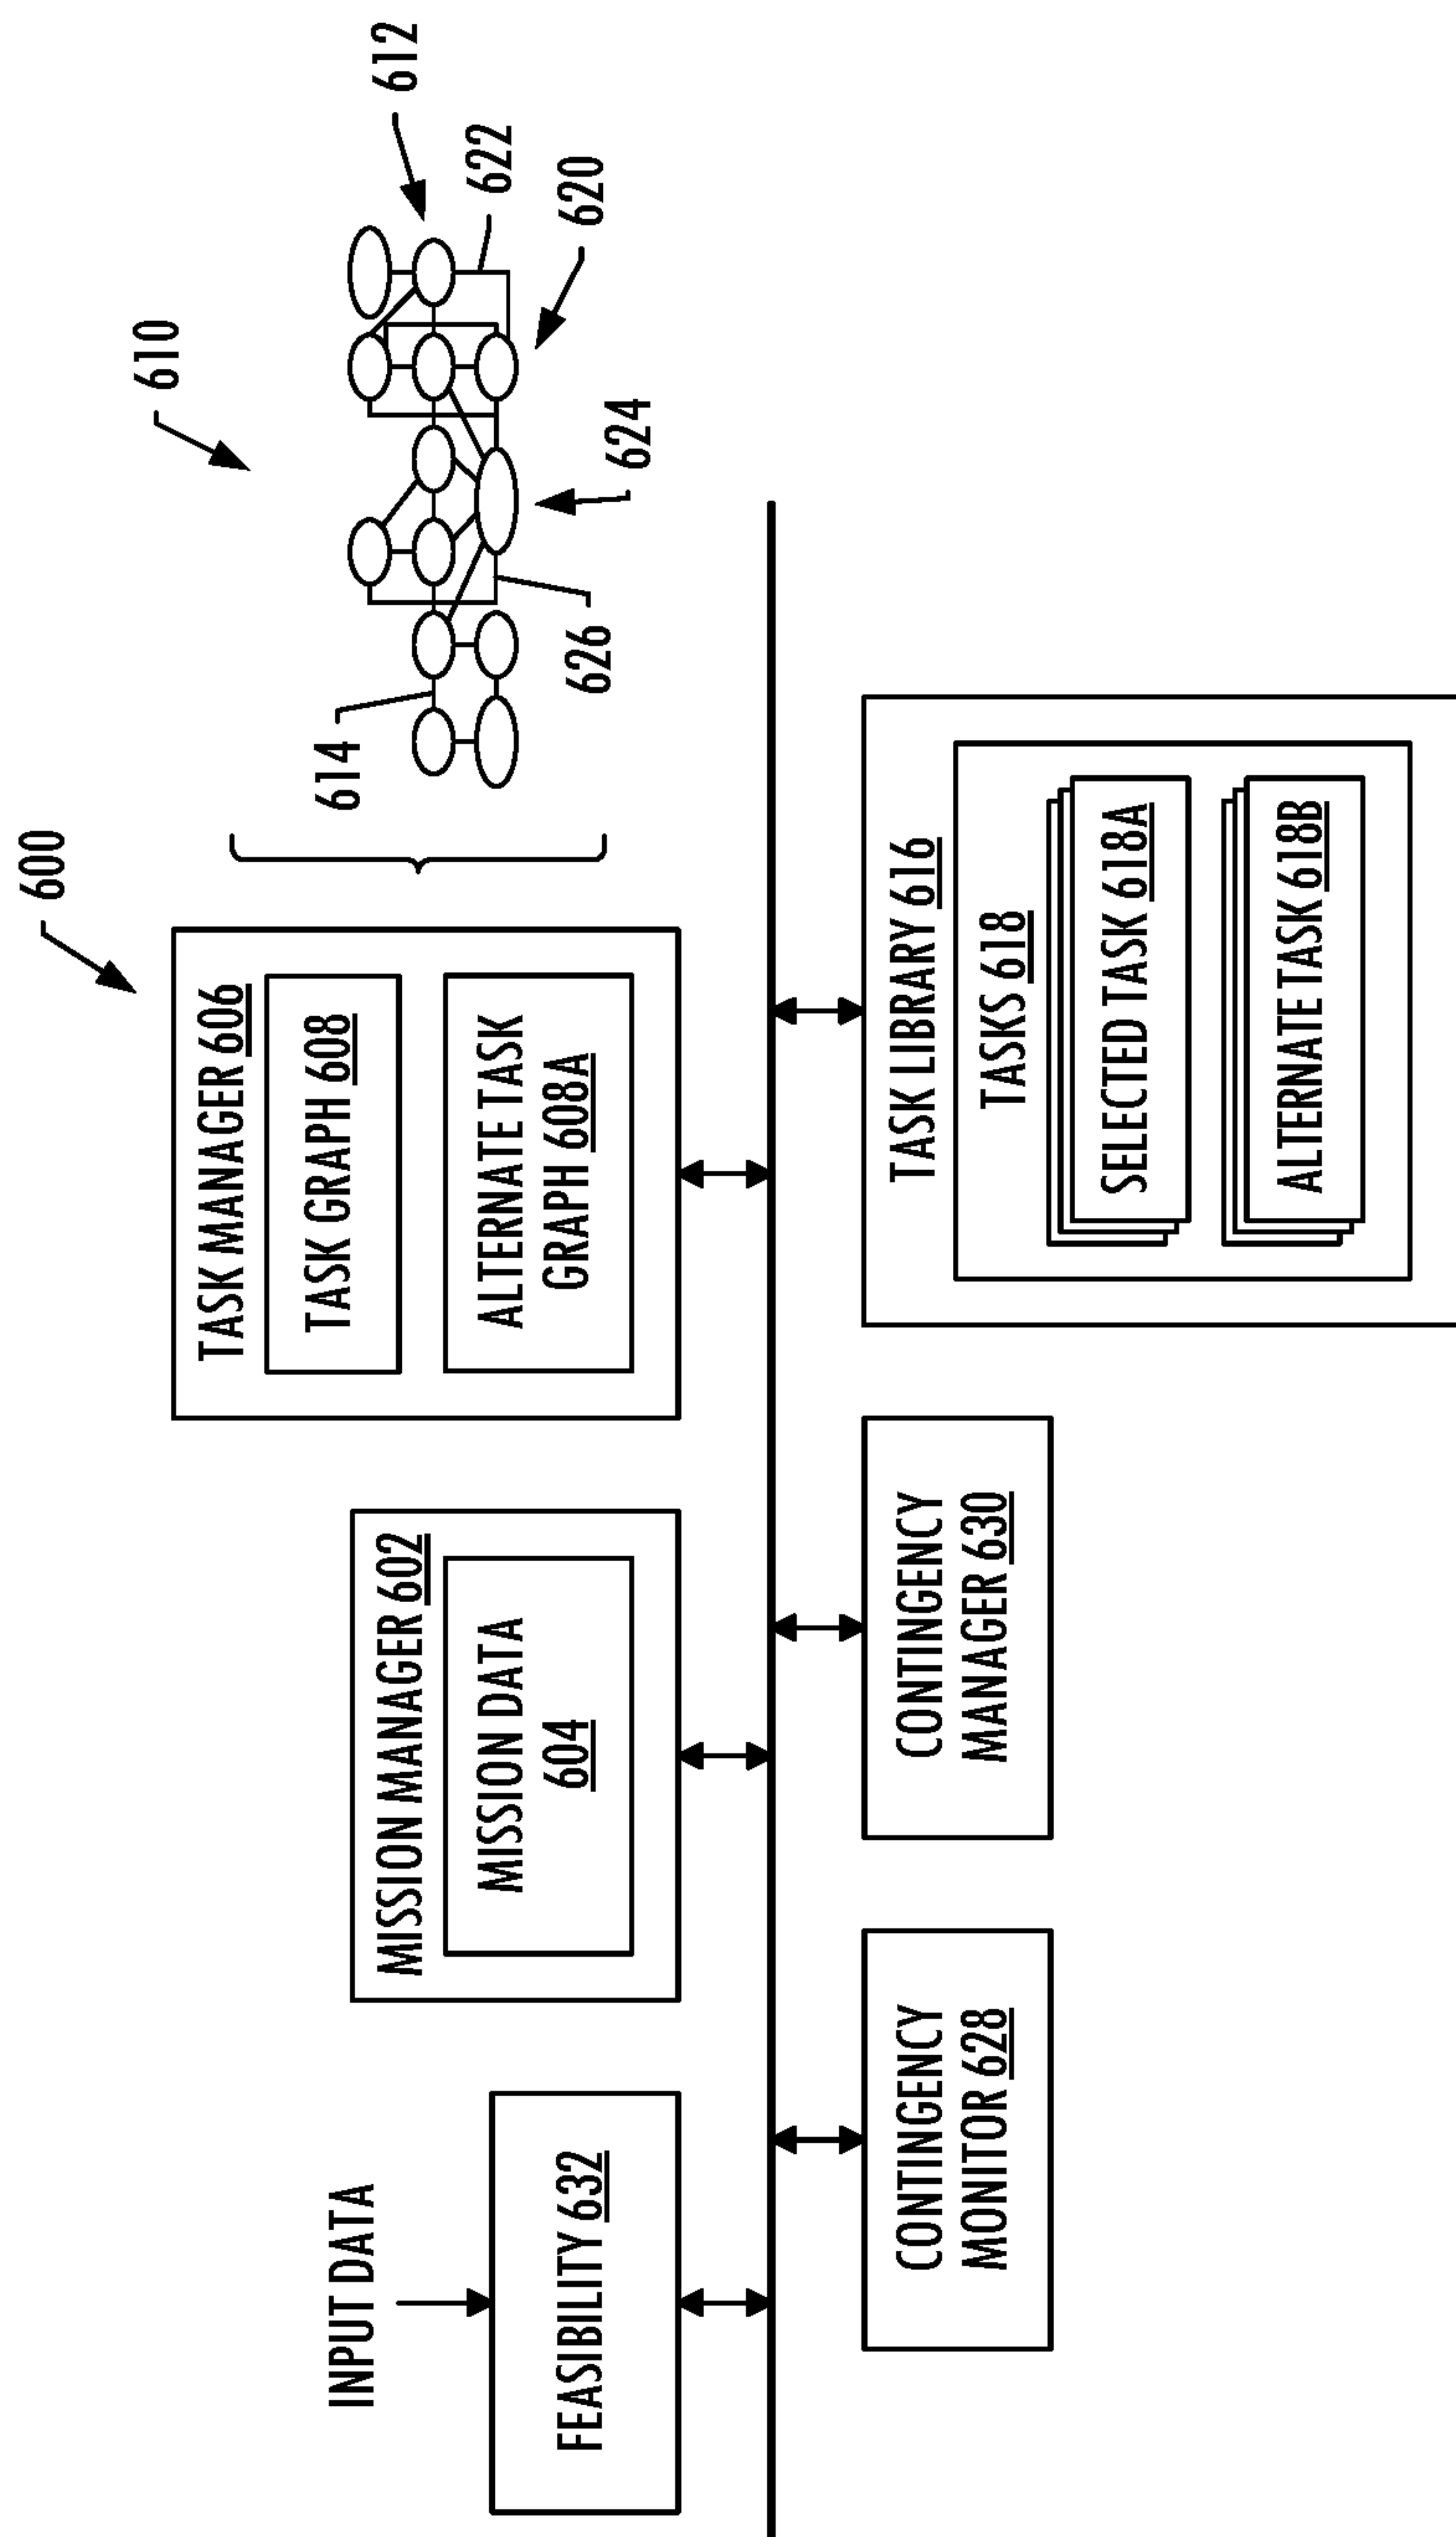 600
610
612
614
622
620
624
626
INPUT DATA
FEASIBILITY 632
MISSION MANAGER 602
MISSION DATA
604
TASK MANAGER 606
TASK GRAPH 608
ALTERNATE TASK
GRAPH 608A
CONTINGENCY
MONITOR 628
CONTINGENCY
MANAGER 630
TASK LIBRARY 616
TASKS 618
SELECTED TASK 618A
ALTERNATE TASK 618B